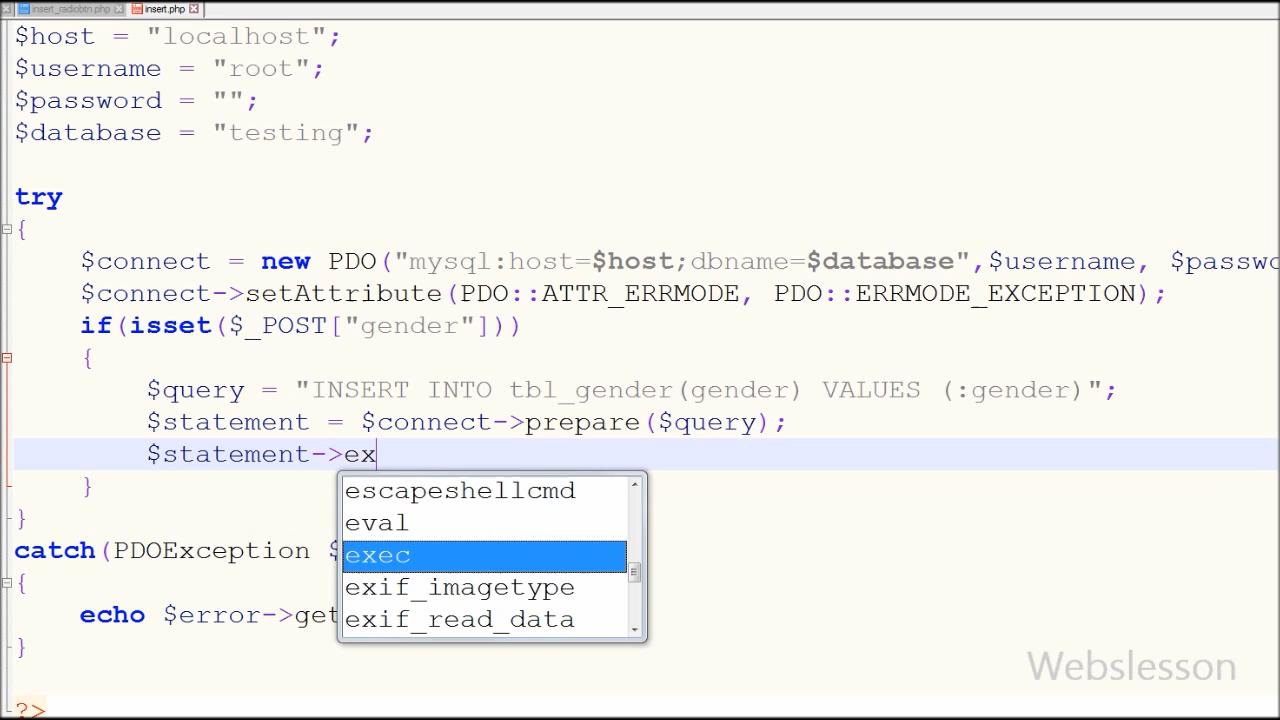 insert_radiobtn.php insert.php
$host = "localhost";
$username = "root";
$password = "";
$database = "testing";
try
{
$connect = new PDO("mysql:host=$host;dbname=$database",$username, $passwo
$connect->setAttribute(PDO::ATTR_ERRMODE, PDO::ERRMODE_EXCEPTION);
if(isset($_POST["gender"]))
{
$query = "INSERT INTO tbl_gender(gender) VALUES (:gender)";
$statement = $connect->prepare($query);
$statement->ex
escapeshellcmd
}
eval
}
catch(PDOException $
exec
{
exif_imagetype
echo $error->get
exif_read_data
}
Webslesson
?>